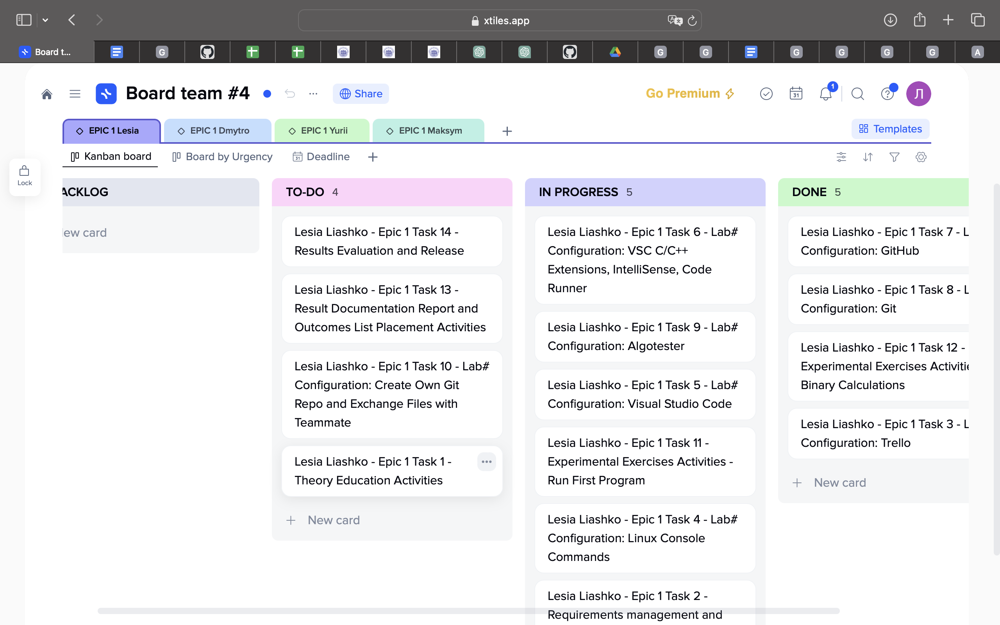 xtiles.app
Board t...
G
G
G
G
G
G
G
A
Board team #4
Share
Go Premium
31
1
Л
EPIC 1 Lesia
EPIC 1 Dmytro
EPIC 1 Yurii
EPIC 1 Maksym
Templates
Kanban board
Board by Urgency
31
Deadline
Lock
ACKLOG
ew card
TO-DO 4
Lesia Liashko - Epic 1 Task 14 -
Results Evaluation and Release
Lesia Liashko - Epic 1 Task 13 -
Result Documentation Report and
Outcomes List Placement Activities
Lesia Liashko - Epic 1 Task 10 - Lab#
Configuration: Create Own Git
Repo and Exchange Files with
Teammate
Lesia Liashko - Epic 1 Task 1 -
Theory Education Activities
New card
IN PROGRESS 5
Lesia Liashko - Epic 1 Task 6 - Lab#
Configuration: VSC C/C++
Extensions, IntelliSense, Code
Runner
Lesia Liashko - Epic 1 Task 9 - Lab#
Configuration: Algotester
Lesia Liashko - Epic 1 Task 5 - Lab#
Configuration: Visual Studio Code
Lesia Liashko - Epic 1 Task 11 -
Experimental Exercises Activities -
Run First Program
Lesia Liashko - Epic 1 Task 4 - Lab#
Configuration: Linux Console
Commands
Lesia Liashko - Epic 1 Task 2 -
Requirements management and
DONE 5
Lesia Liashko - Epic 1 Task 7 - L
Configuration: GitHub
Lesia Liashko - Epic 1 Task 8 - L
Configuration: Git
Lesia Liashko - Epic 1 Task 12 -
Experimental Exercises Activitie
Binary Calculations
Lesia Liashko - Epic 1 Task 3 - L
Configuration: Trello
New card